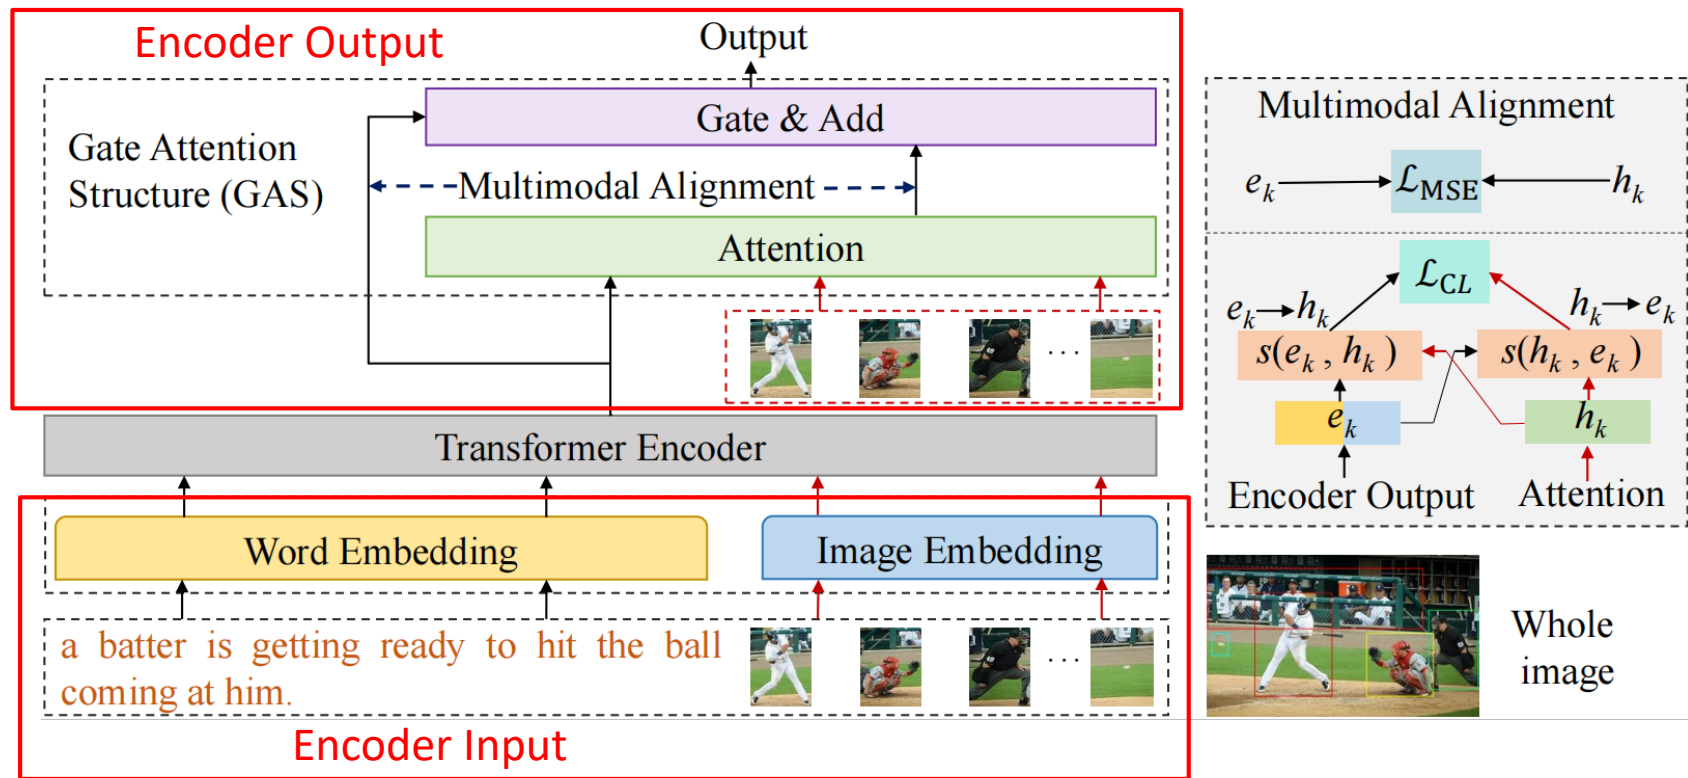 Encoder Output
Output
Gate & Add
Gate Attention
Structure (GAS)
Multimodal Alignment
Attention
...
Transformer Encoder
Word Embedding
Image Embedding
a batter is getting ready to hit the ball
coming at him.
...
Encoder Input
Multimodal Alignment
e_k
ℒ_MSE
h_k
ℒ_CL
e_k → h_k
h_k → e_k
s(e_k , h_k )
s(h_k , e_k )
e_k
h_k
Encoder Output
Attention
Whole
image